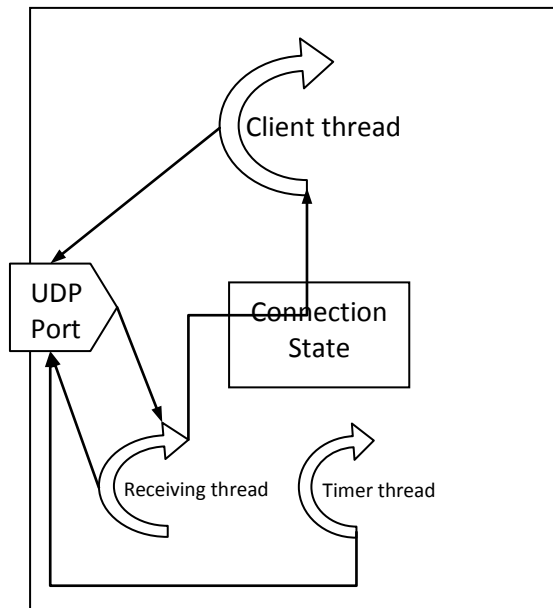 Client thread
UDP
Port
Connection
State
Receiving thread
Timer thread